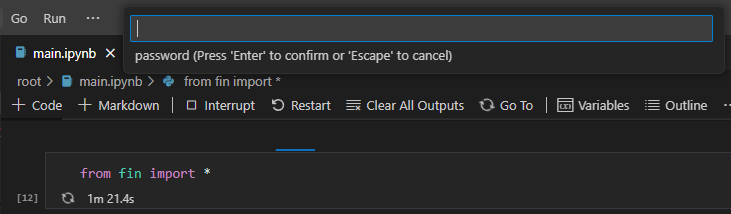 Go Run ...
main.ipynb ×
password (Press 'Enter' to confirm or 'Escape' to cancel)
root > main.ipynb > from fin import *
+ Code + Markdown Interrupt Restart Clear All Outputs Go To Variables Outline ...
from fin import *
[12] 1m 21.4s